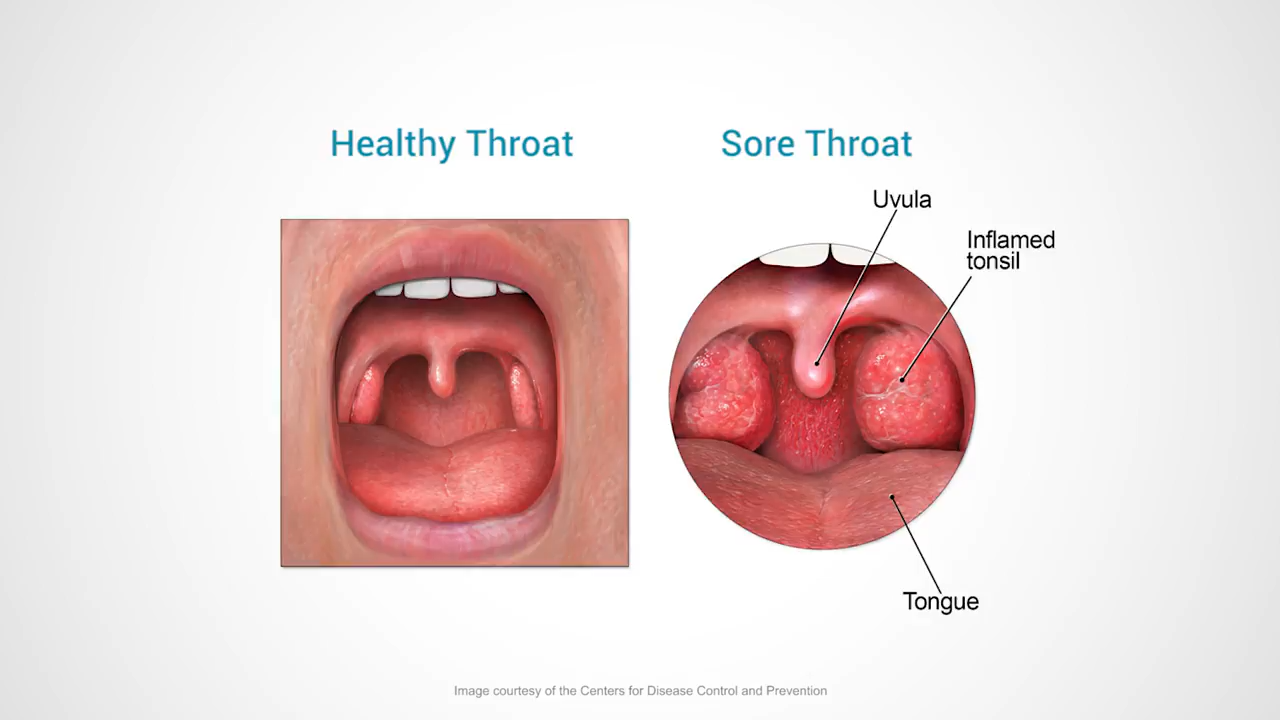 Healthy Throat
Sore Throat
Uvula
Inflamed
tonsil
Tongue
Image courtesy of the Centers for Disease Control and Prevention